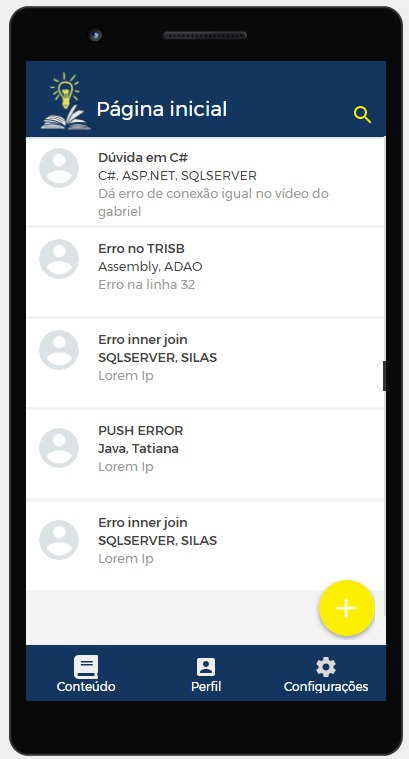 Página inicial
Dúvida em C#
C#, ASP.NET, SQLSERVER
Dá erro de conexão igual no vídeo do
gabriel
Erro no TRISB
Assembly, ADAO
Erro na linha 32
Erro inner join
SQLSERVER, SILAS
Lorem Ip
PUSH ERROR
Java, Tatiana
Lorem Ip
Erro inner join
SQLSERVER, SILAS
Lorem Ip
Conteúdo
Perfil
Configurações